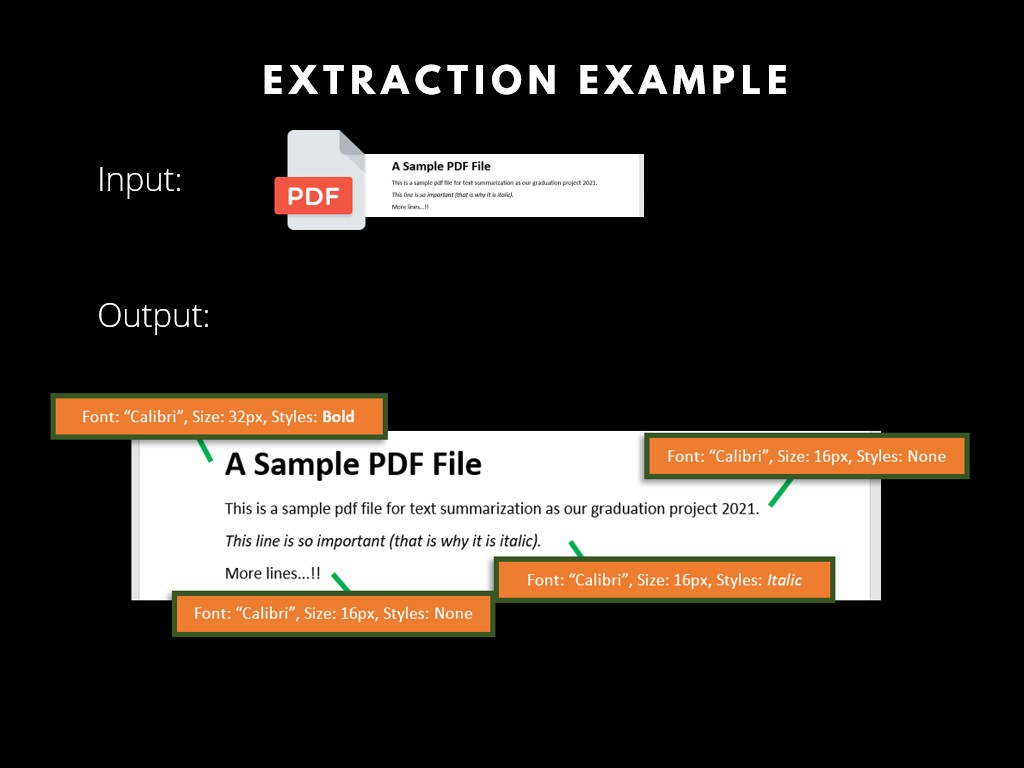 EXTRACTION EXAMPLE
Input:
PDF
A Sample PDF File
This is a sample pdf file for text summarization as our graduation project 2021.
This line is so important (that is why it is italic).
More lines…!!
Output:
Font: “Calibri”, Size: 32px, Styles: Bold
Font: “Calibri”, Size: 16px, Styles: None
A Sample PDF File
This is a sample pdf file for text summarization as our graduation project 2021.
This line is so important (that is why it is italic).
More lines...!!
Font: “Calibri”, Size: 16px, Styles: Italic
Font: “Calibri”, Size: 16px, Styles: None